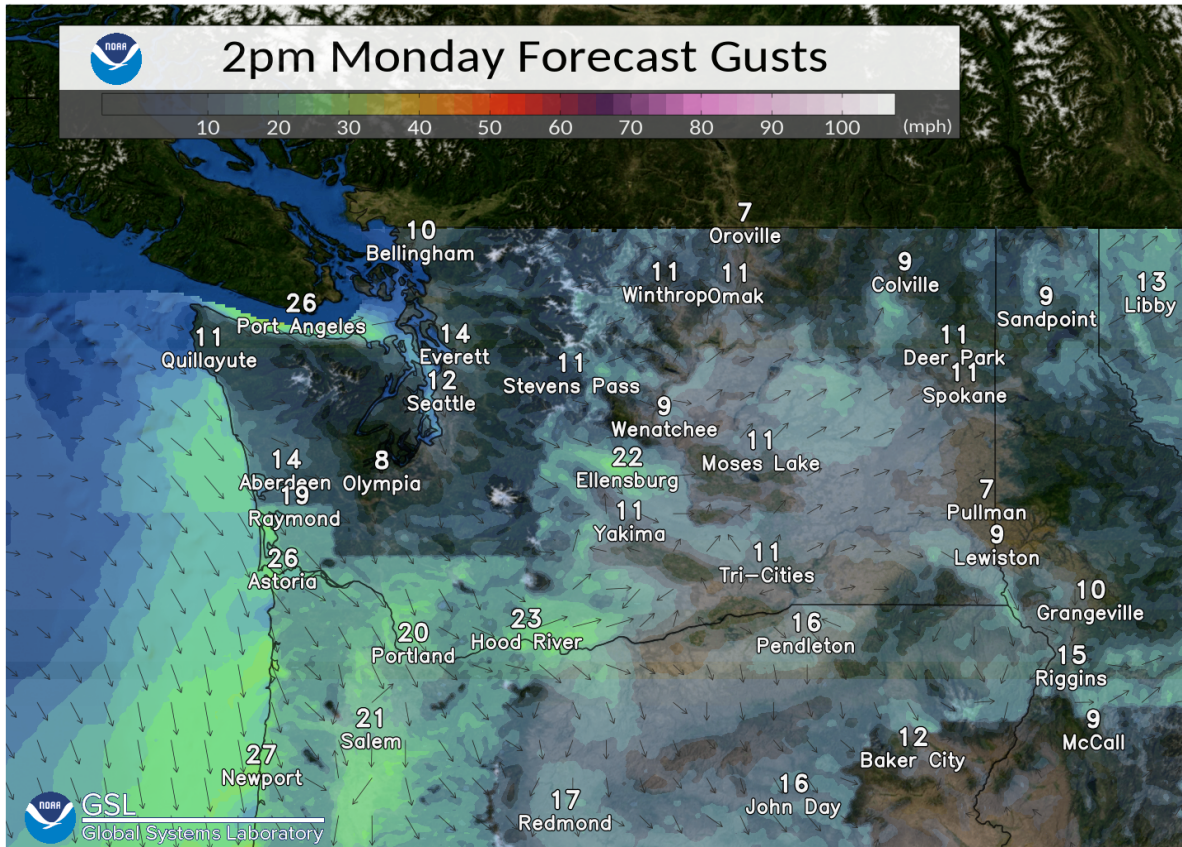 NOAA
2pm Monday Forecast Gusts
10 20 30 40 50 60 70 80 90 100 (mph)
7
Oroville
10
Bellingham
11
Winthrop
11
Omak
9
Colville
9
Sandpoint
13
Libby
26
Port Angeles
11
Quillayute
14
Everett
12
Seattle
11
Stevens Pass
11
Deer Park
11
Spokane
9
Wenatchee
11
Moses Lake
22
Ellensburg
14
Aberdeen
8
Olympia
19
Raymond
11
Yakima
7
Pullman
9
Lewiston
11
Tri-Cities
26
Astoria
10
Grangeville
20
Portland
23
Hood River
16
Pendleton
15
Riggins
21
Salem
9
McCall
12
Baker City
27
Newport
17
Redmond
16
John Day
NOAA
GSL
Global Systems Laboratory